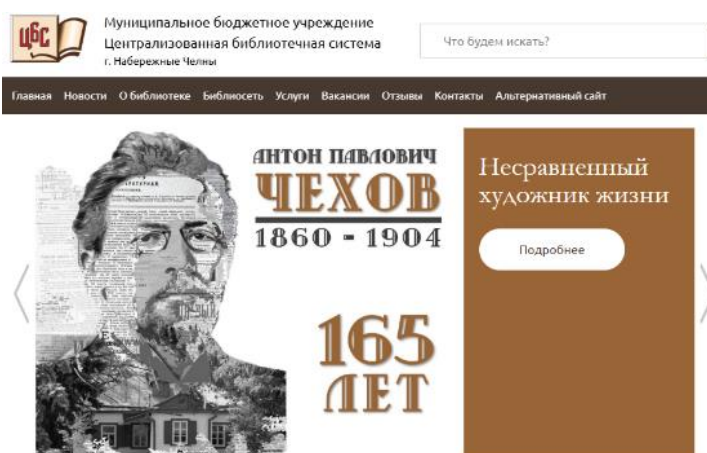 ЦБС
Муниципальное бюджетное учреждение
Централизованная библиотечная система
г. Набережные Челны
Что будем искать?
Главная Новости О библиотеке Библиосеть Услуги Вакансии Отзывы Контакты Альтернативный сайт
АНТОН ПАВЛОВИЧ
ЧЕХОВ
1860 - 1904
165
ЛЕТ
Несравненный
художник жизни
Подробнее